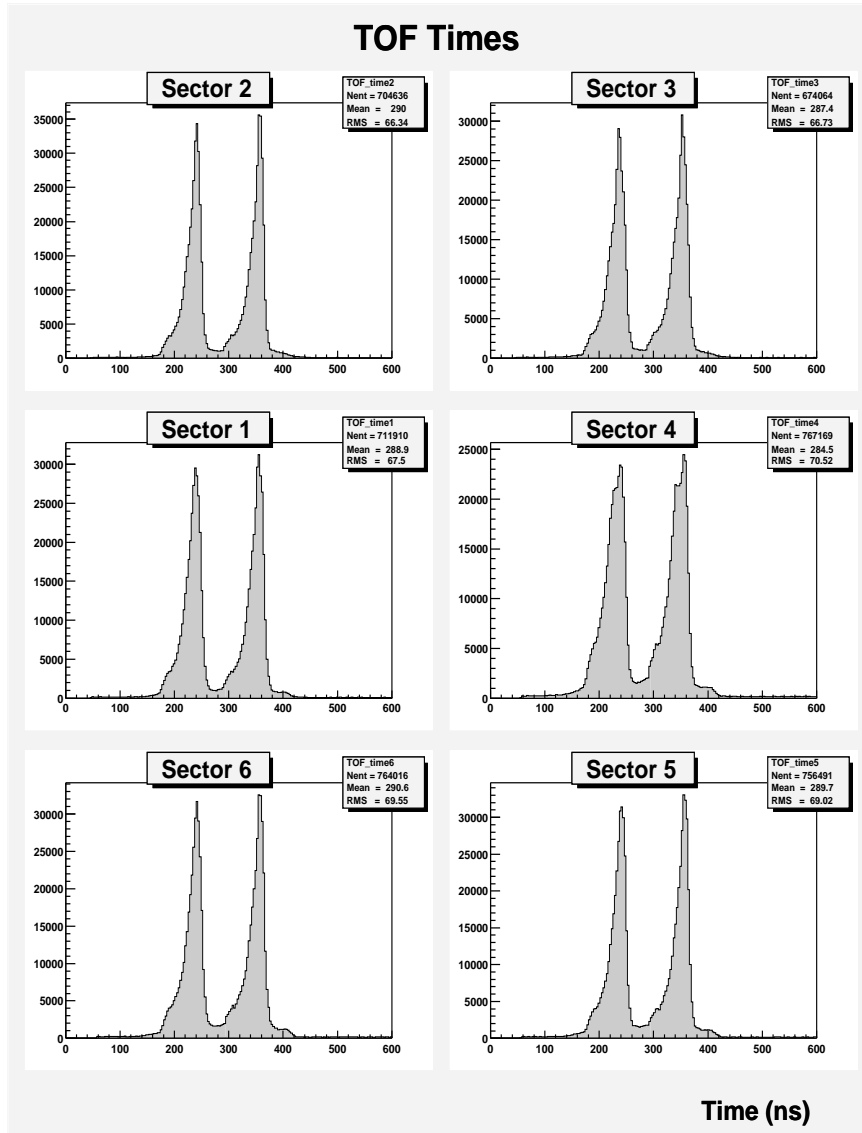 TOF Times
Sector 2
TOF_time2
Nent = 704636
Mean = 290
RMS = 66.34
35000
30000
25000
20000
15000
10000
5000
0
0 100 200 300 400 500 600
Sector 3
TOF_time3
Nent = 674064
Mean = 287.4
RMS = 66.73
30000
25000
20000
15000
10000
5000
0
0 100 200 300 400 500 600
Sector 1
TOF_time1
Nent = 711910
Mean = 288.9
RMS = 67.5
30000
25000
20000
15000
10000
5000
0
0 100 200 300 400 500 600
Sector 4
TOF_time4
Nent = 767169
Mean = 284.5
RMS = 70.52
25000
20000
15000
10000
5000
0
0 100 200 300 400 500 600
Sector 6
TOF_time6
Nent = 764016
Mean = 290.6
RMS = 69.55
30000
25000
20000
15000
10000
5000
0
0 100 200 300 400 500 600
Sector 5
TOF_time5
Nent = 756491
Mean = 289.7
RMS = 69.02
30000
25000
20000
15000
10000
5000
0
0 100 200 300 400 500 600
Time (ns)